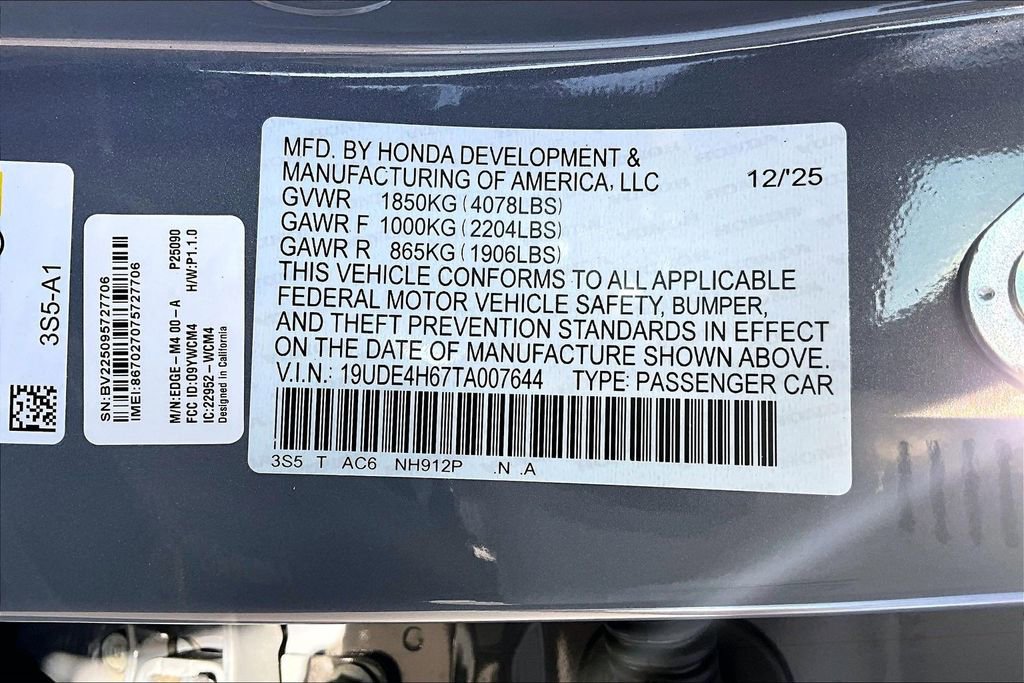 3S5-A1
SN:BV225095727706
IMEI:867027075727706
M/N:EDGE-M4 00-A P25090
FCC ID:09YWCM4 H/W:P1.1.0
IC:22952-WCM4
Designed in California
MFD. BY HONDA DEVELOPMENT &
MANUFACTURING OF AMERICA, LLC 12/'25
GVWR 1850KG (4078LBS)
GAWR F 1000KG (2204LBS)
GAWR R 865KG (1906LBS)
THIS VEHICLE CONFORMS TO ALL APPLICABLE
FEDERAL MOTOR VEHICLE SAFETY, BUMPER,
AND THEFT PREVENTION STANDARDS IN EFFECT
ON THE DATE OF MANUFACTURE SHOWN ABOVE.
V.I.N.: 19UDE4H67TA007644 TYPE: PASSENGER CAR
3S5 T AC6 NH912P .N .A
G